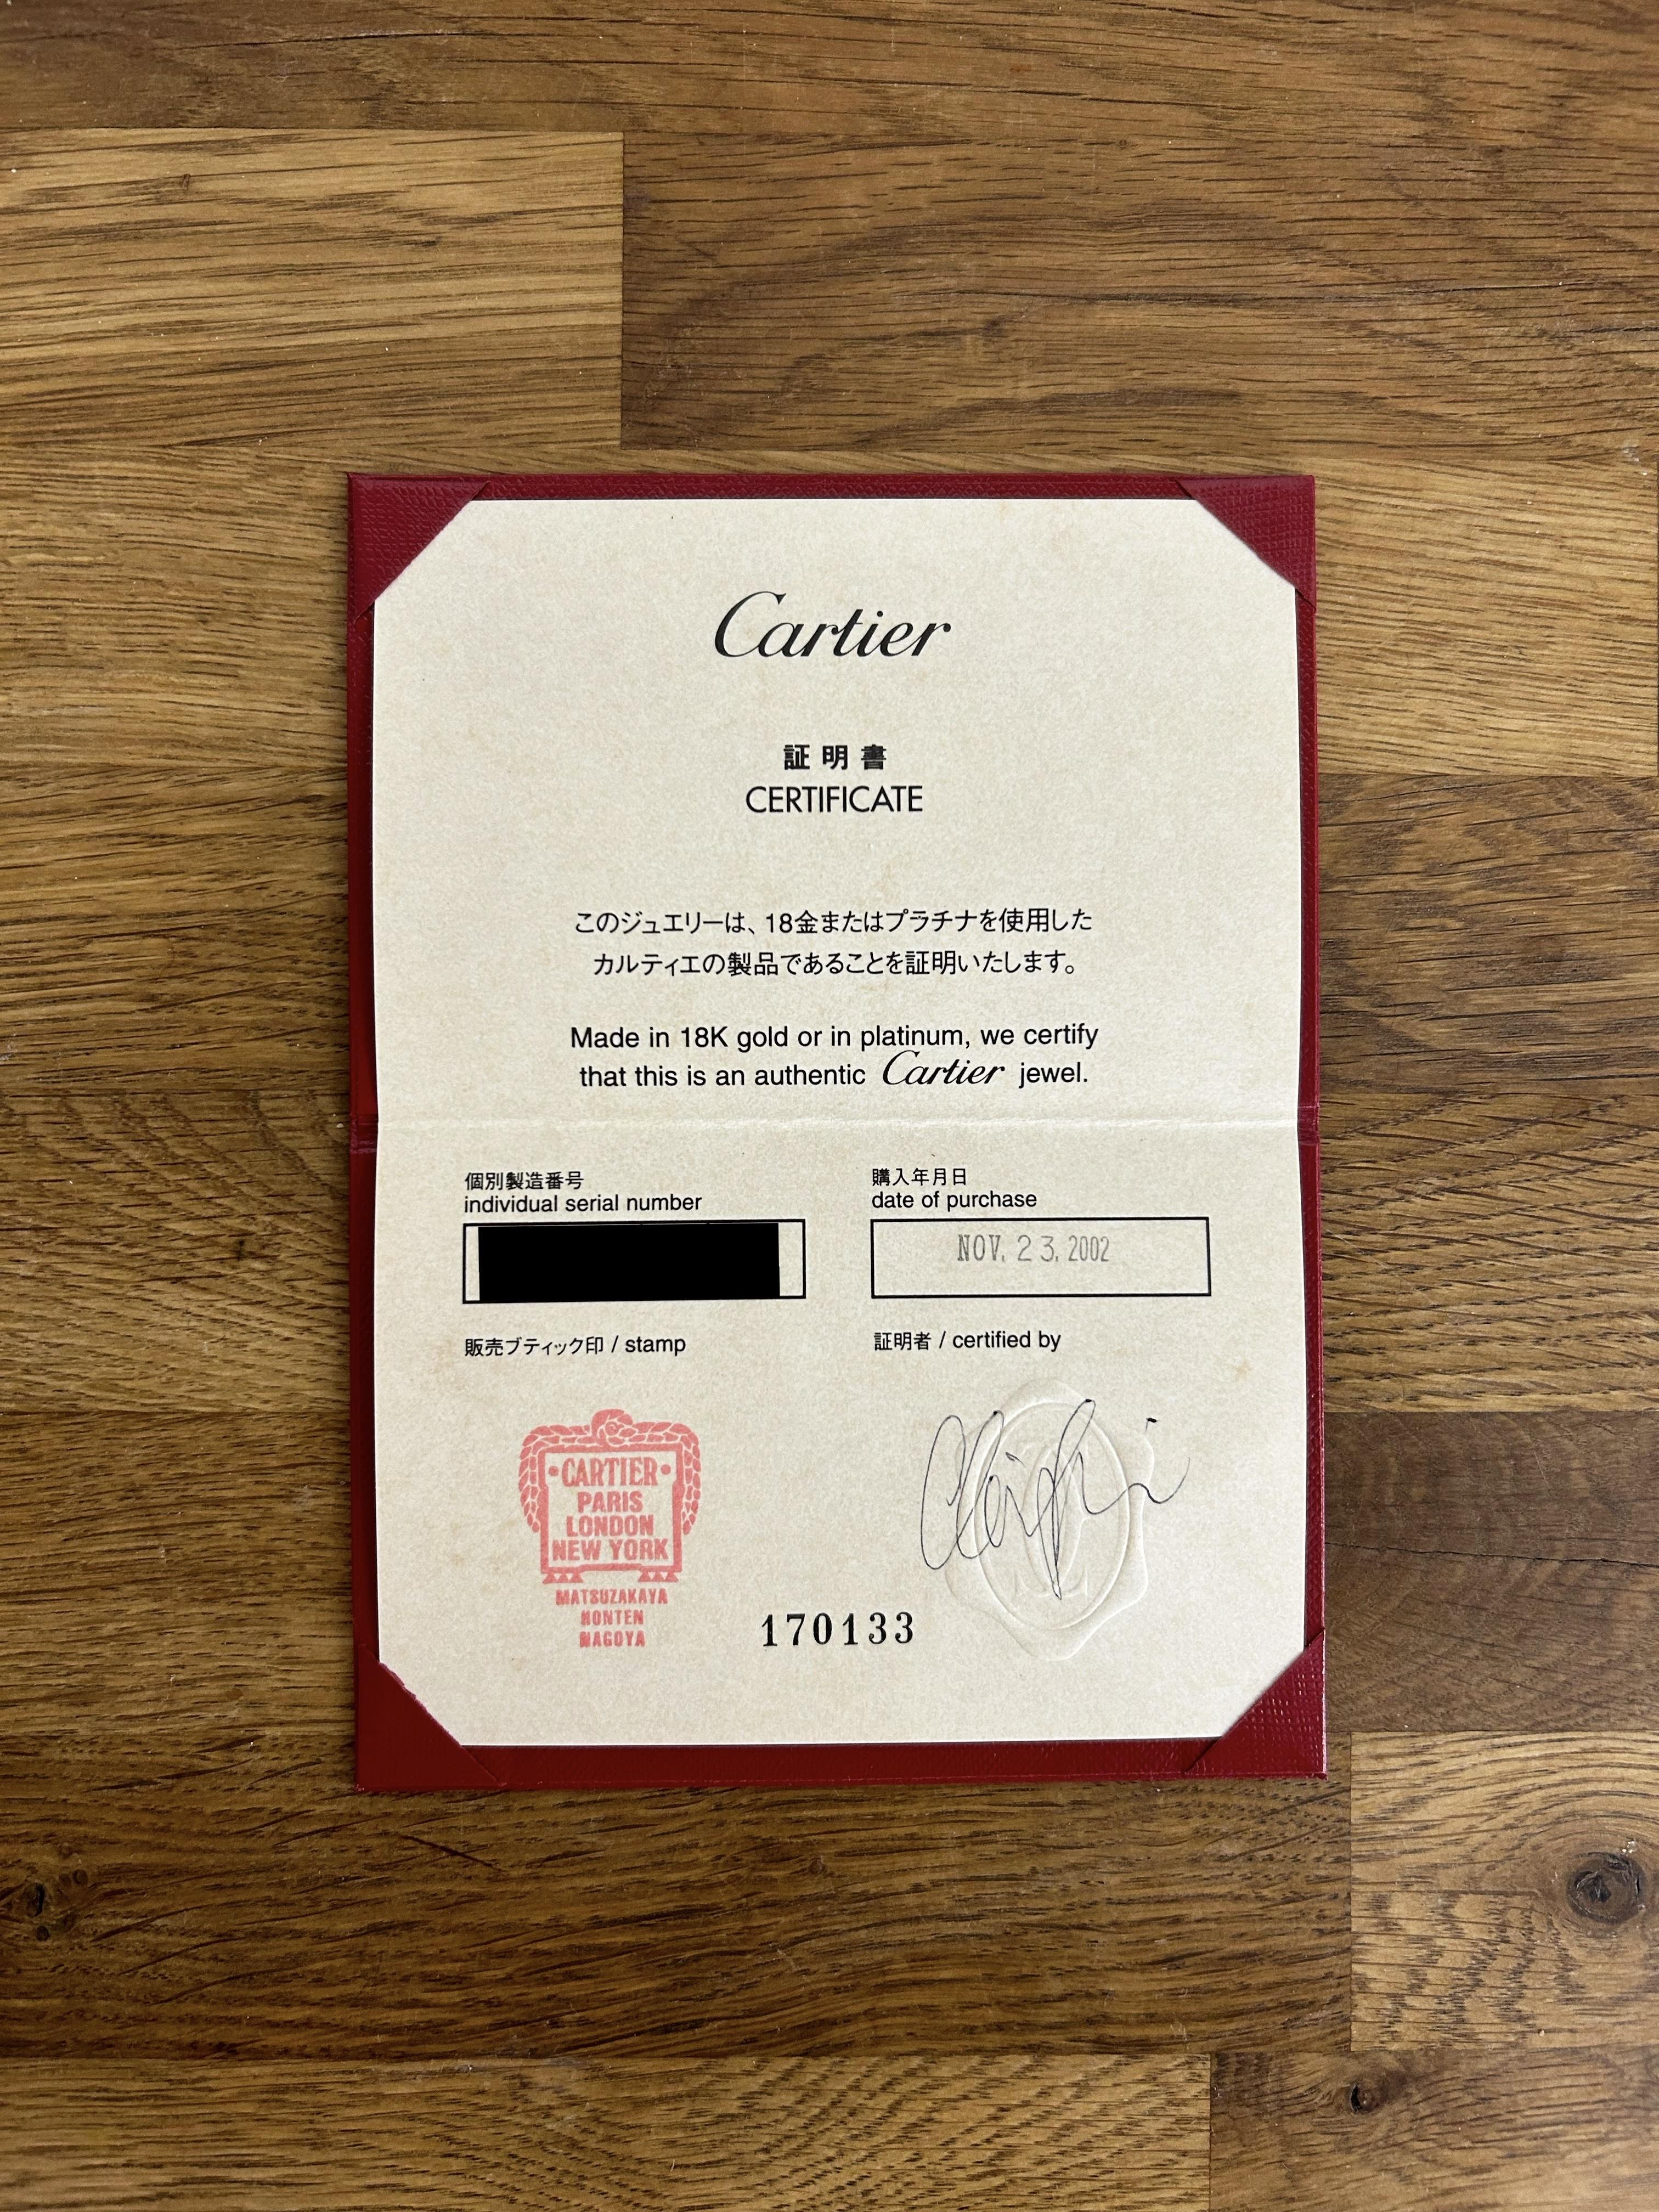 Cartier
証明書
CERTIFICATE
このジュエリーは、18金またはプラチナを使用した
カルティエの製品であることを証明いたします。
Made in 18K gold or in platinum, we certify
that this is an authentic Cartier jewel.
個別製造番号
individual serial number
購入年月日
date of purchase
NOV. 23. 2002
販売ブティック印 / stamp
証明者 / certified by
CARTIER
PARIS
LONDON
NEW YORK
MATSUZAKAYA
HONTEN
NAGOYA
170133